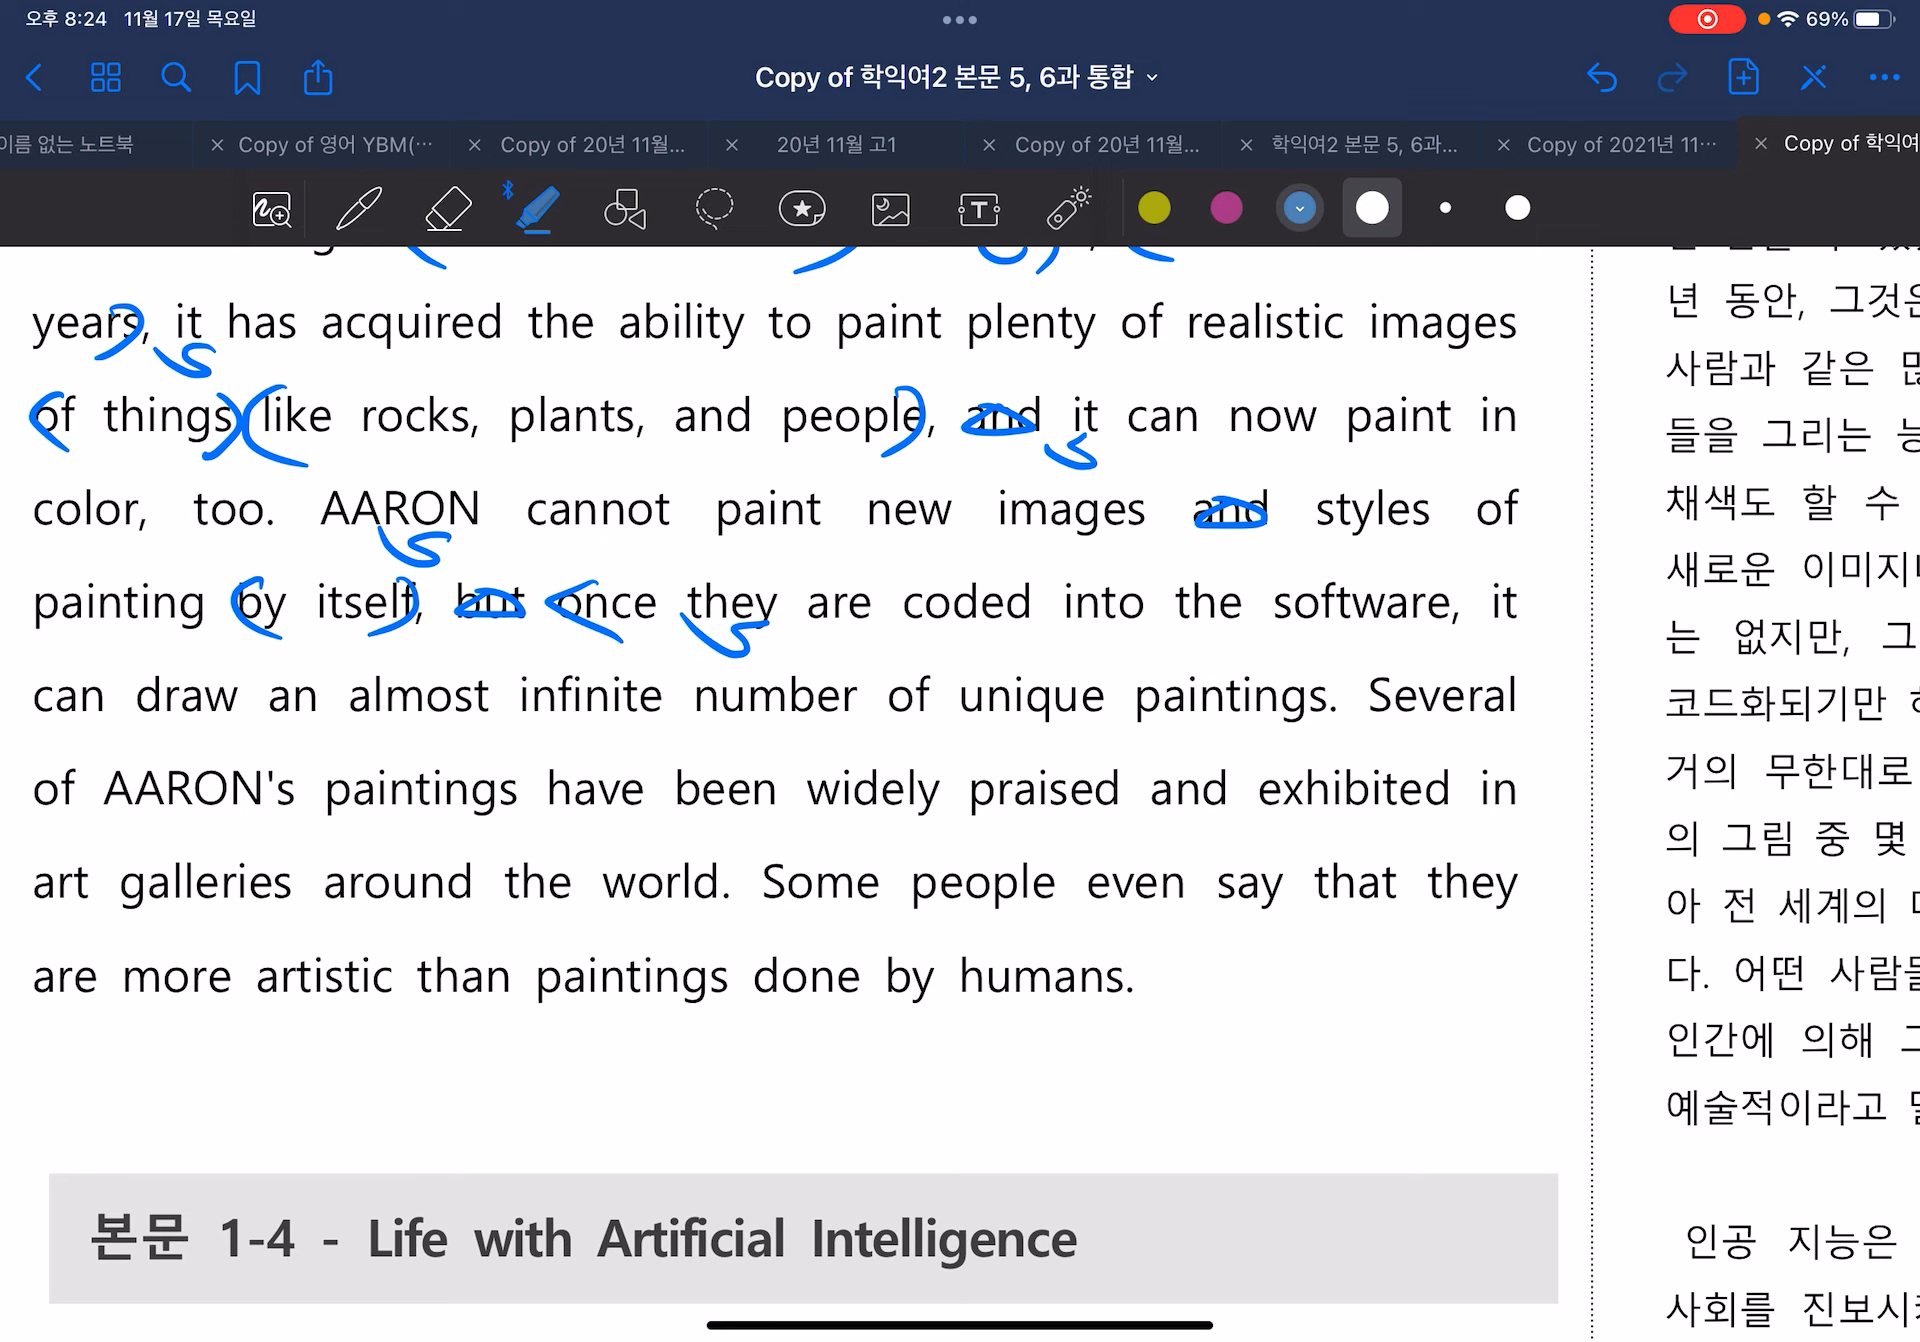 오후 8:24 11월 17일 목요일
69%
Copy of 학익여2 본문 5, 6과 통합
이름 없는 노트북
Copy of 영어 YBM(…
Copy of 20년 11월...
20년 11월 고1
Copy of 20년 11월...
학익여2 본문 5, 6과...
Copy of 2021년 11…
Copy of 학익여
years, it has acquired the ability to paint plenty of realistic images
of things like rocks, plants, and people, and it can now paint in
color, too. AARON cannot paint new images and styles of
painting by itself, but once they are coded into the software, it
can draw an almost infinite number of unique paintings. Several
of AARON's paintings have been widely praised and exhibited in
art galleries around the world. Some people even say that they
are more artistic than paintings done by humans.
본문 1-4 - Life with Artificial Intelligence
년 동안, 그것은
사람과 같은
들을 그리는
채색도 할 수
새로운
는 없지만, 그
코드화되기만
거의 무한대로
의 그림 중 몇
아 전 세계의
다. 어떤
인간에 의해
예술적이라고
인공 지능은
사회를